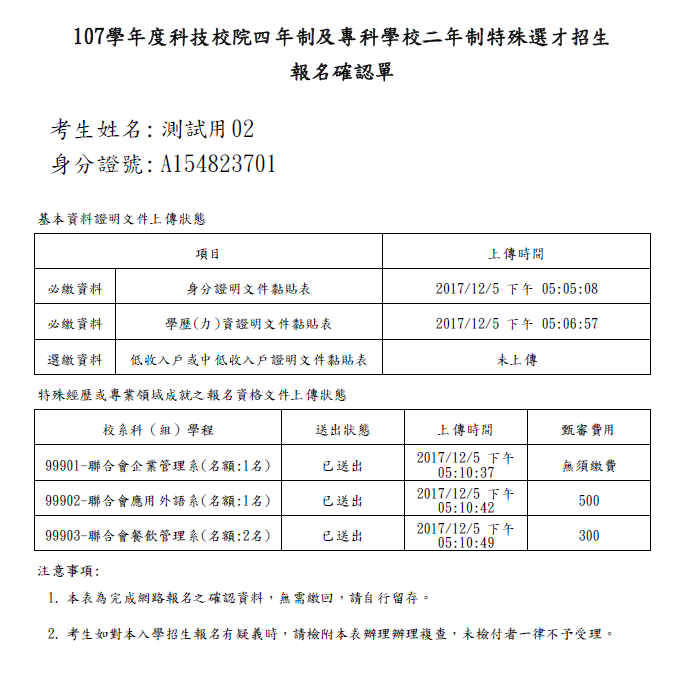 107學年度科技校院四年制及專科學校二年制特殊選才招生
報名確認單
考生姓名: 測試用02
身分證號: A154823701
基本資料證明文件上傳狀態
項目 上傳時間
必繳資料 身分證明文件黏貼表 2017/12/5 下午 05:05:08
必繳資料 學歷(力)資證明文件黏貼表 2017/12/5 下午 05:06:57
選繳資料 低收入戶或中低收入戶證明文件黏貼表 未上傳
特殊經歷或專業領域成就之報名資格文件上傳狀態
校系科（組）學程 送出狀態 上傳時間 甄審費用
99901-聯合會企業管理系(名額:1名) 已送出 2017/12/5 下午 05:10:37 無須繳費
99902-聯合會應用外語系(名額:1名) 已送出 2017/12/5 下午 05:10:42 500
99903-聯合會餐飲管理系(名額:2名) 已送出 2017/12/5 下午 05:10:49 300
注意事項:
1. 本表為完成網路報名之確認資料，無需繳回，請自行留存。
2. 考生如對本入學招生報名有疑義時，請檢附本表辦理辦理複查，未檢付者一律不予受理。